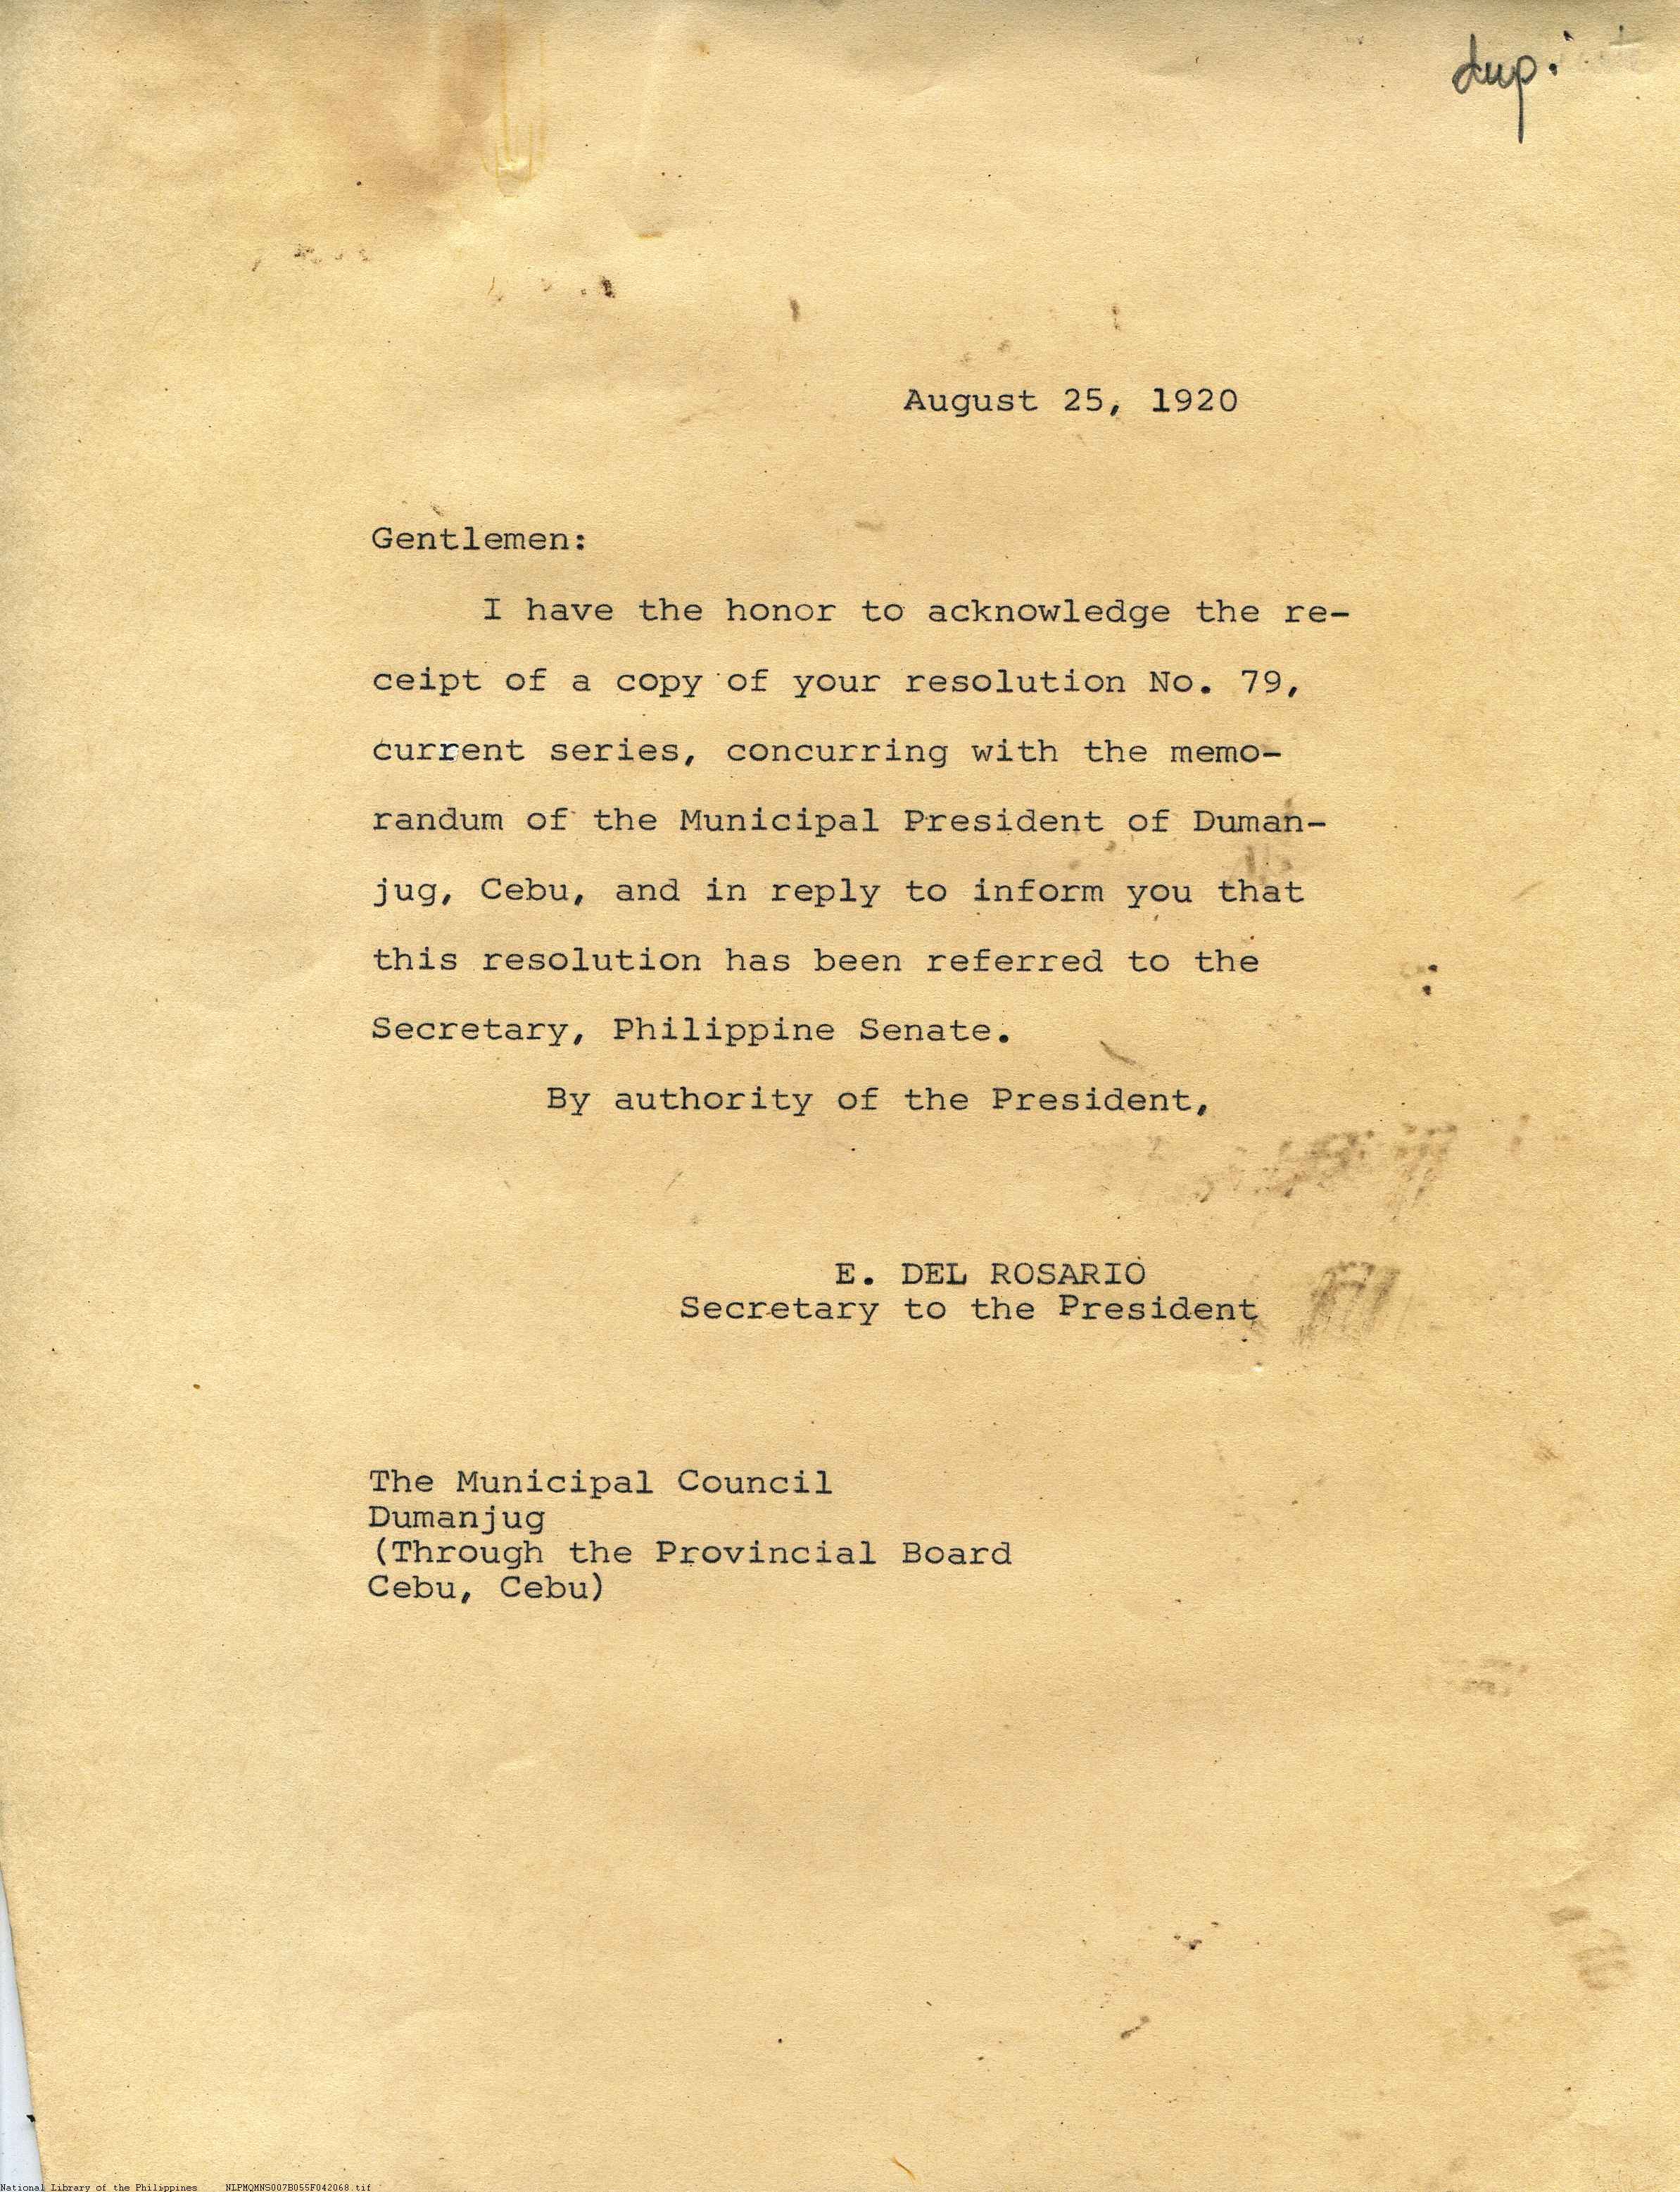 dup.
August 25, 1920
Gentlemen:
I have the honor to acknowledge the re-
ceipt of a copy of your resolution No. 79,
current series, concurring with the memo-
randum of the Municipal President of Duman-
jug, Cebu, and in reply to inform you that
this resolution has been referred to the
Secretary, Philippine Senate.
By authority of the President,
E. DEL ROSARIO
Secretary to the President
The Municipal Council
Dumanjug
(Through the Provincial Board
Cebu, Cebu)
National Library of the Philippines NLPMQMNS007B055F042068.tif